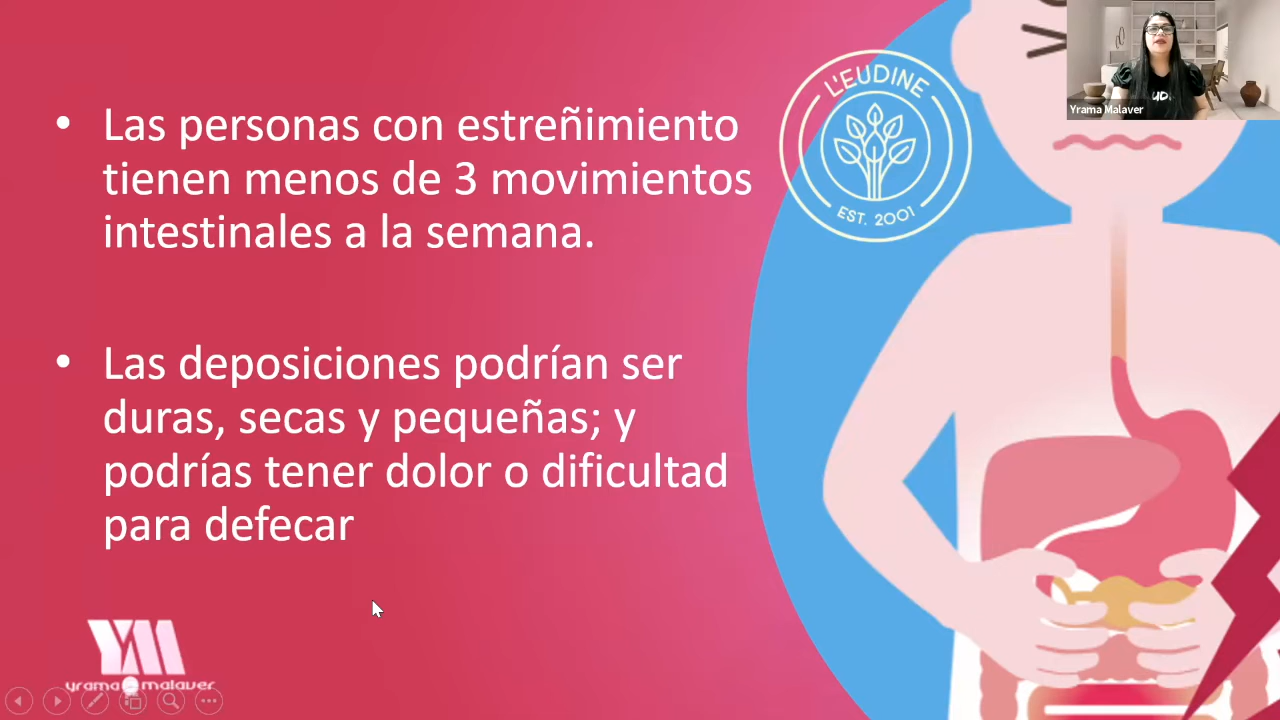 • Las personas con estreñimiento
tienen menos de 3 movimientos
intestinales a la semana.
• Las deposiciones podrían ser
duras, secas y pequeñas; y
podrías tener dolor o dificultad
para defecar
L'EUDINE
EST. 2001
Yrama Malaver
YM
yrama malaver